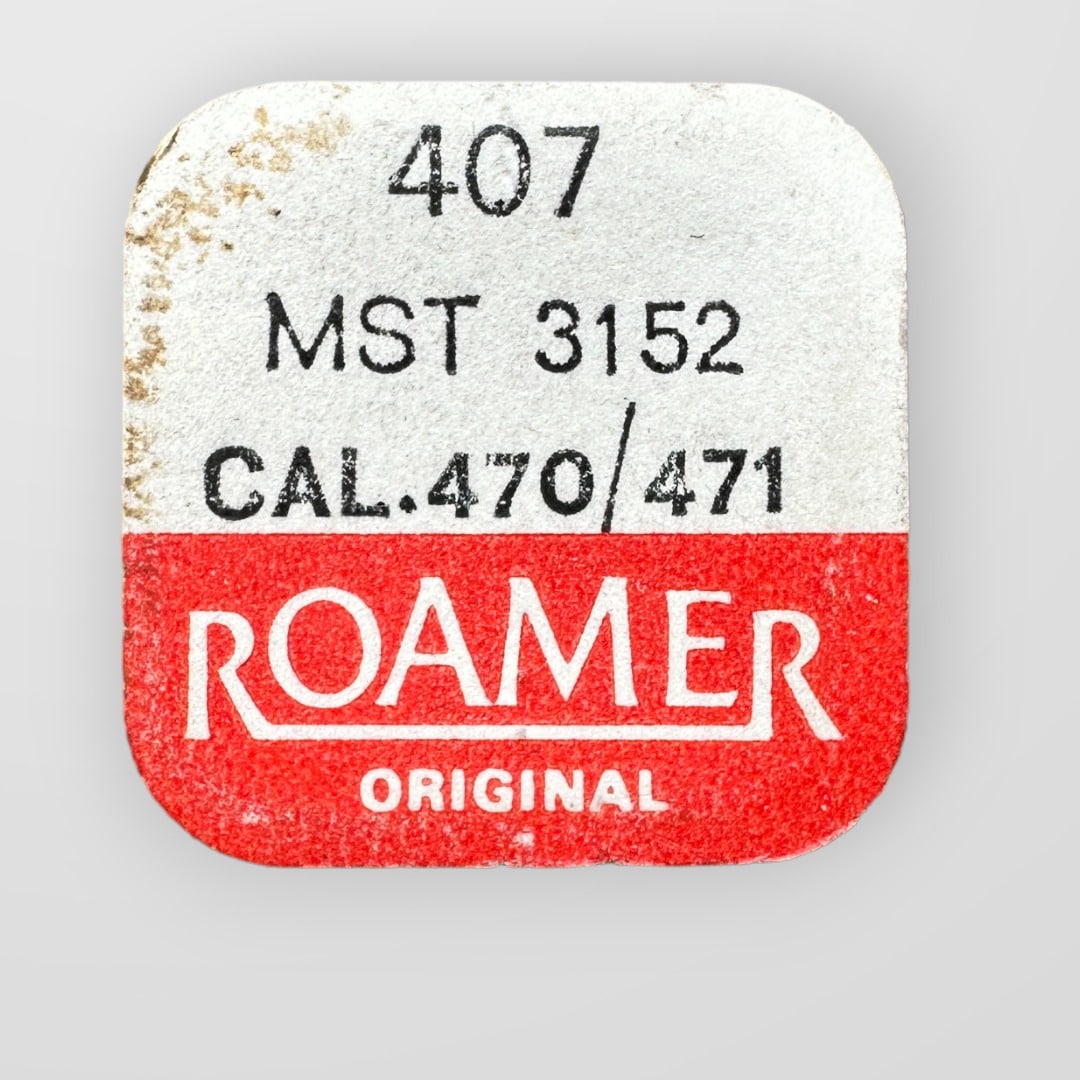 407
MST 3152
CAL.470/471
ROAMER
ORIGINAL